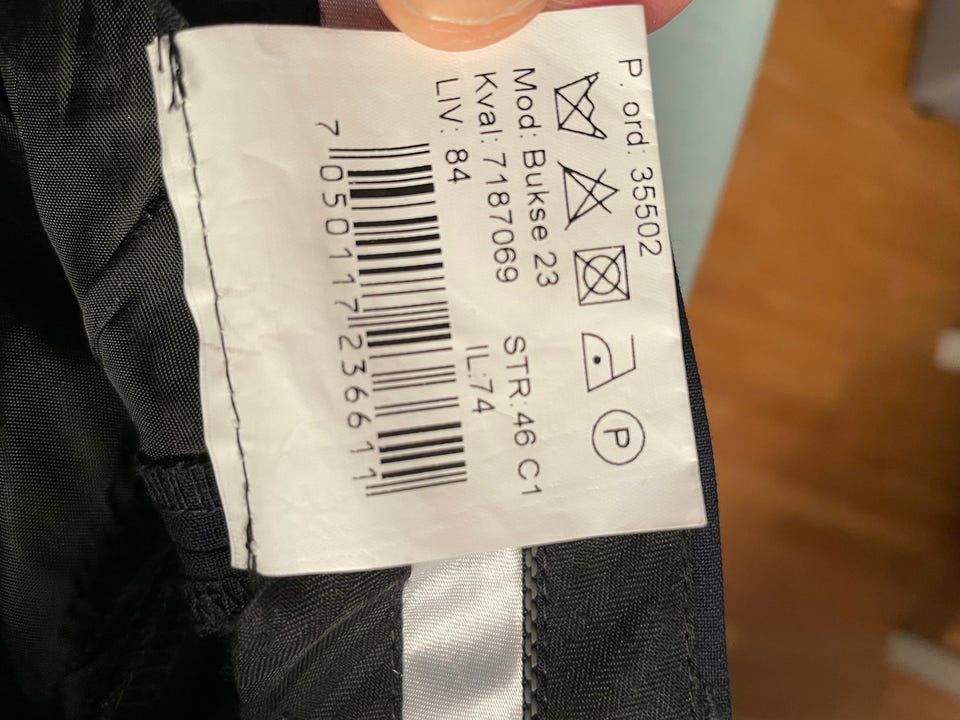 P. ord: 35502
P
Mod: Bukse 23
Kval: 7187069 STR: 46 C1
LIV: 84 IL:74
7 050117 236611